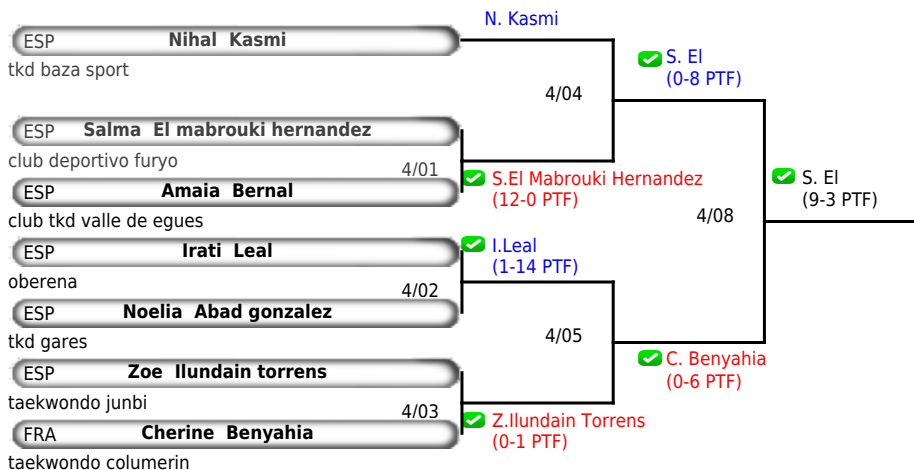 N. Kasmi
ESP Nihal Kasmi
tkd baza sport
S. El
(0-8 PTF)
4/04
ESP Salma El mabrouki hernandez
club deportivo furyo
4/01
S.El Mabrouki Hernandez
(12-0 PTF)
S. El
(9-3 PTF)
ESP Amaia Bernal
club tkd valle de egues
4/08
ESP Irati Leal
I.Leal
(1-14 PTF)
oberena
4/02
ESP Noelia Abad gonzalez
tkd gares
4/05
C. Benyahia
(0-6 PTF)
ESP Zoe Ilundain torrens
taekwondo junbi
4/03
Z.Ilundain Torrens
(0-1 PTF)
FRA Cherine Benyahia
taekwondo columerin